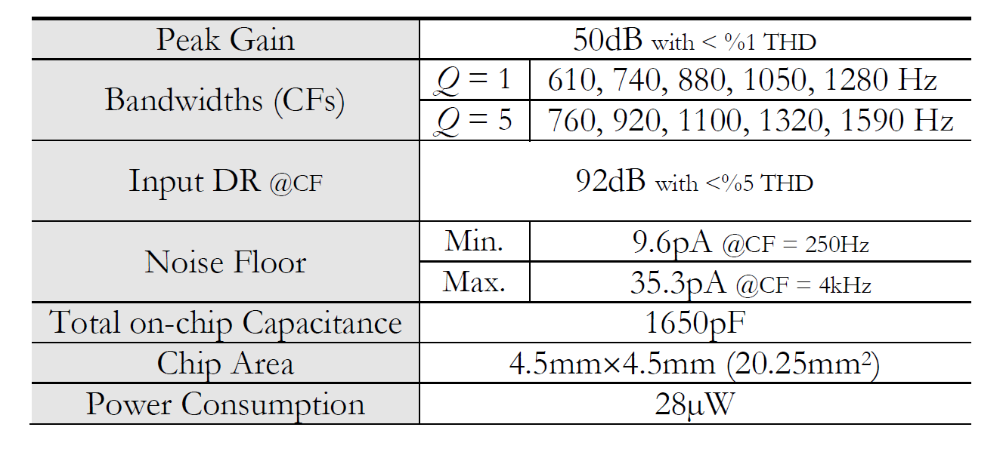 Peak Gain 50dB with < %1 THD
Bandwidths (CFs) Q = 1 610, 740, 880, 1050, 1280 Hz
Q = 5 760, 920, 1100, 1320, 1590 Hz
Input DR @CF 92dB with <%5 THD
Noise Floor Min. 9.6pA @CF = 250Hz
Max. 35.3pA @CF = 4kHz
Total on-chip Capacitance 1650pF
Chip Area 4.5mm×4.5mm (20.25mm²)
Power Consumption 28μW